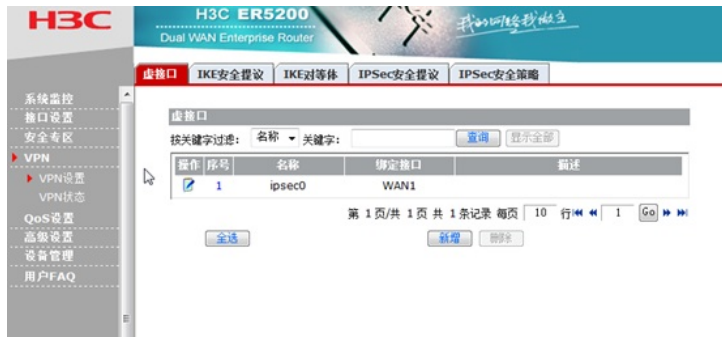 H3C
H3C ER5200
Dual WAN Enterprise Router
我的网络我做主
虚接口 IKE安全提议 IKE对等体 IPSec安全提议 IPSec安全策略
系统监控
接口设置
安全专区
VPN
VPN设置
VPN状态
QoS设置
高级设置
设备管理
用户FAQ
虚接口
按关键字过滤: 名称 关键字: 查询 显示全部
操作 序号 名称 绑定接口 描述
1 ipsec0 WAN1
第 1 页/共 1 页 共 1 条记录 每页 10 行 1 Go
全选 新增 删除